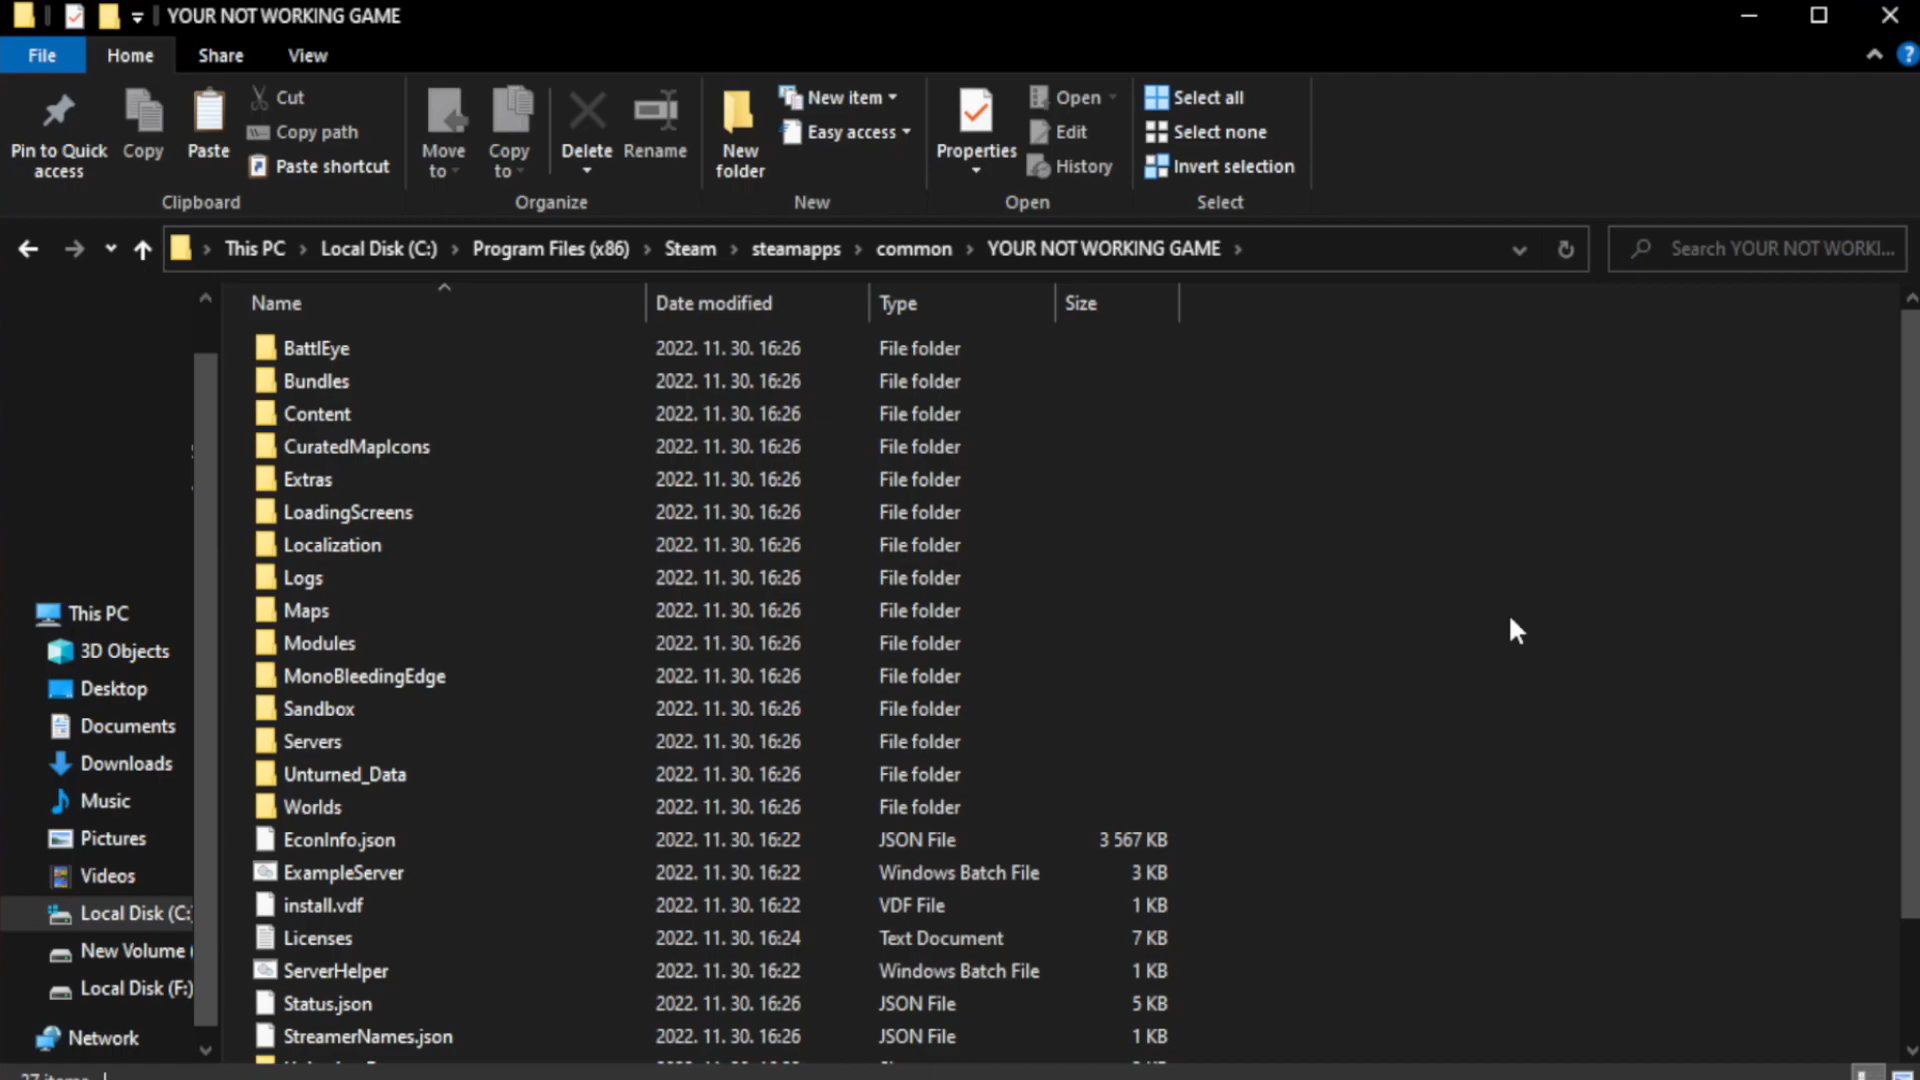 YOUR NOT WORKING GAME
File Home Share View
Pin to Quick access
Copy
Paste
Cut
Copy path
Paste shortcut
Clipboard
Move to
Copy to
Delete
Rename
Organize
New folder
New item
Easy access
New
Properties
Open
Edit
History
Open
Select all
Select none
Invert selection
Select
This PC Local Disk (C:) Program Files (x86) Steam steamapps common YOUR NOT WORKING GAME
Search YOUR NOT WORKI...
This PC
3D Objects
Desktop
Documents
Downloads
Music
Pictures
Videos
Local Disk (C:)
New Volume (
Local Disk (F:)
Network
Name Date modified Type Size
BattlEye 2022. 11. 30. 16:26 File folder
Bundles 2022. 11. 30. 16:26 File folder
Content 2022. 11. 30. 16:26 File folder
CuratedMapIcons 2022. 11. 30. 16:26 File folder
Extras 2022. 11. 30. 16:26 File folder
LoadingScreens 2022. 11. 30. 16:26 File folder
Localization 2022. 11. 30. 16:26 File folder
Logs 2022. 11. 30. 16:26 File folder
Maps 2022. 11. 30. 16:26 File folder
Modules 2022. 11. 30. 16:26 File folder
MonoBleedingEdge 2022. 11. 30. 16:26 File folder
Sandbox 2022. 11. 30. 16:26 File folder
Servers 2022. 11. 30. 16:26 File folder
Unturned_Data 2022. 11. 30. 16:26 File folder
Worlds 2022. 11. 30. 16:26 File folder
EconInfo.json 2022. 11. 30. 16:22 JSON File 3 567 KB
ExampleServer 2022. 11. 30. 16:22 Windows Batch File 3 KB
install.vdf 2022. 11. 30. 16:22 VDF File 1 KB
Licenses 2022. 11. 30. 16:24 Text Document 7 KB
ServerHelper 2022. 11. 30. 16:22 Windows Batch File 1 KB
Status.json 2022. 11. 30. 16:26 JSON File 5 KB
StreamerNames.json 2022. 11. 30. 16:26 JSON File 1 KB